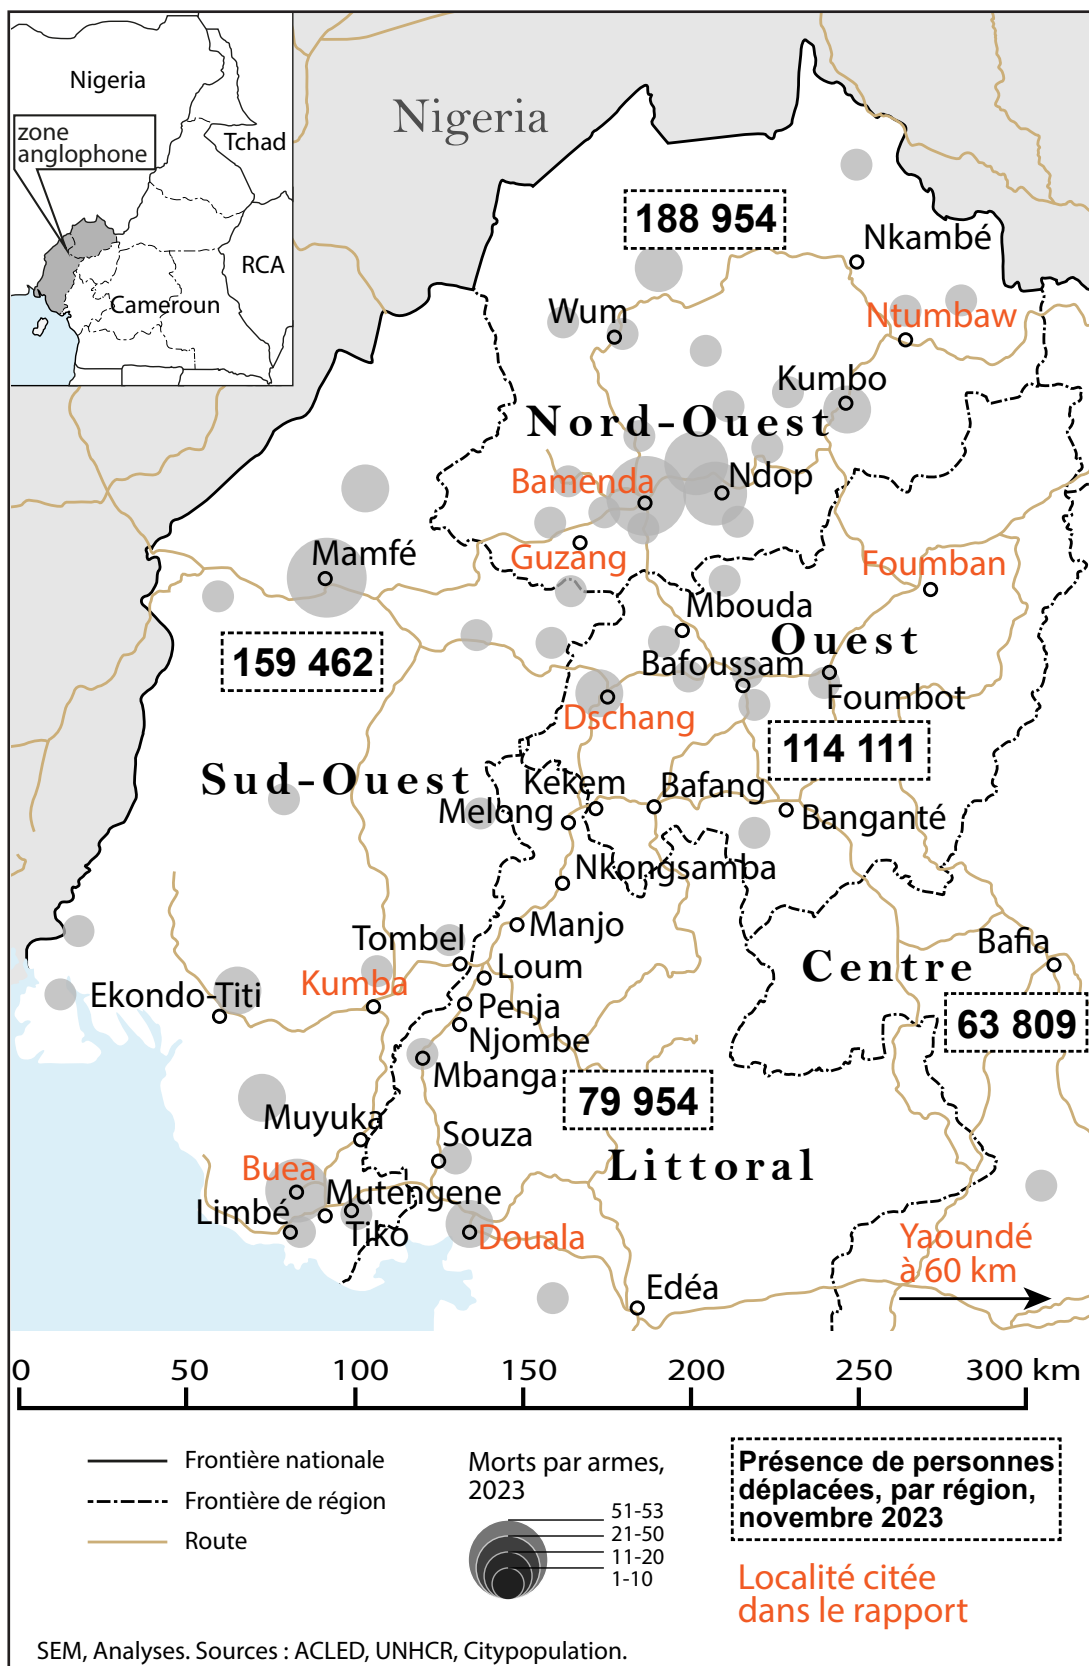 Nigeria
zone
anglophone
Tchad
RCA
Cameroun
Nigeria
188 954
Nkambé
Wum
Ntumbaw
Kumbo
Nord-Ouest
Bamenda
Ndop
Guzang
Mamfé
Foumban
Mbouda
159 462
Ouest
Bafoussam
Foumbot
Dschang
114 111
Sud-Ouest
Kekem
Bafang
Melong
Banganté
Nkongsamba
Manjo
Tombel
Bafia
Loum
Centre
Kumba
Ekondo-Titi
Penja
63 809
Njombe
Mbanga
79 954
Muyuka
Souza
Buea
Littoral
Mutengene
Limbé
Tiko
Douala
Yaoundé
à 60 km
Edéa
0 50 100 150 200 250 300 km
Frontière nationale
Frontière de région
Route
Morts par armes,
2023
51-53
21-50
11-20
1-10
Présence de personnes
déplacées, par région,
novembre 2023
Localité citée
dans le rapport
SEM, Analyses. Sources : ACLED, UNHCR, Citypopulation.